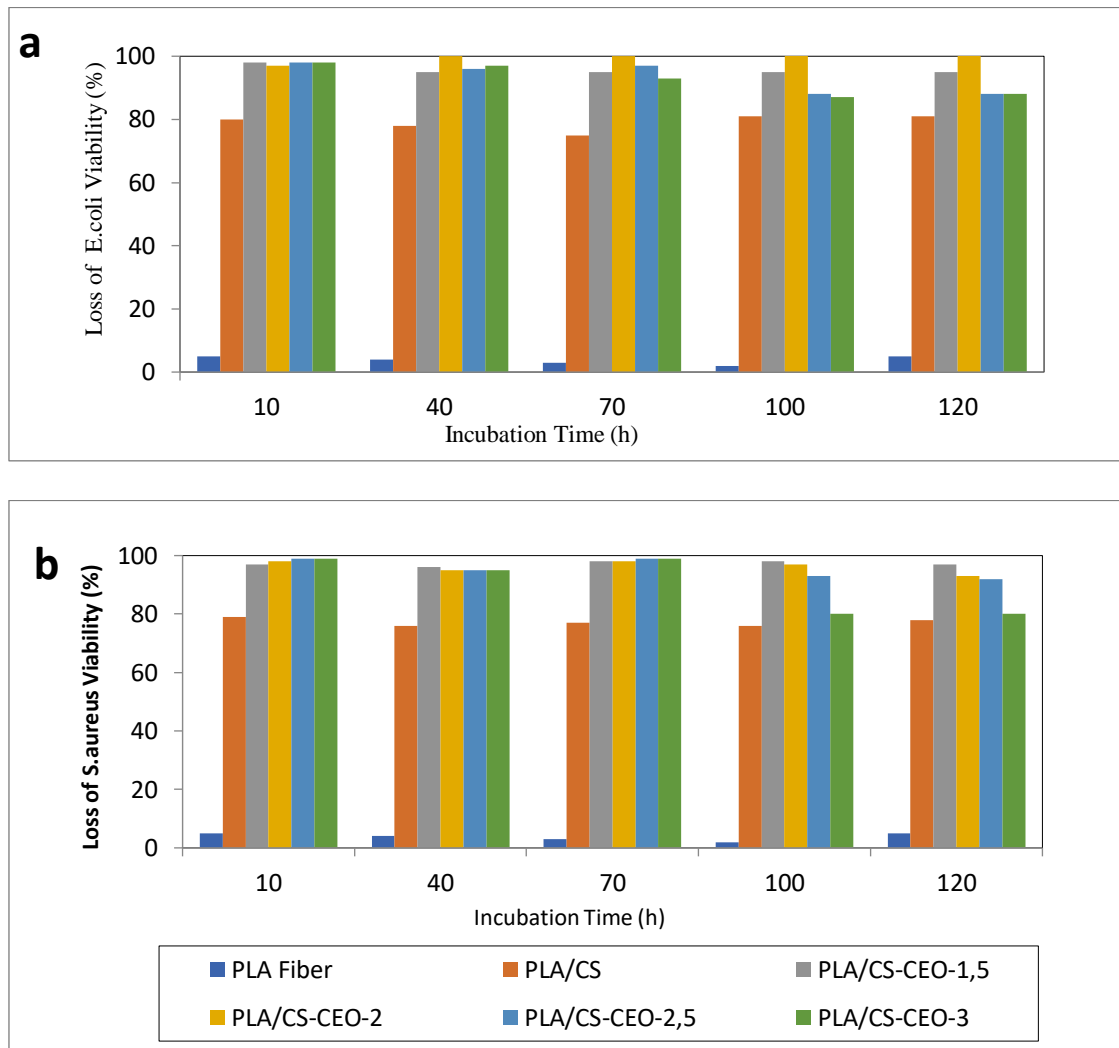 a
Loss of E.coli Viability (%)
100
80
60
40
20
0
10 40 70 100 120
Incubation Time (h)
b
Loss of S.aureus Viability (%)
100
80
60
40
20
0
10 40 70 100 120
Incubation Time (h)
PLA Fiber PLA/CS PLA/CS-CEO-1,5
PLA/CS-CEO-2 PLA/CS-CEO-2,5 PLA/CS-CEO-3